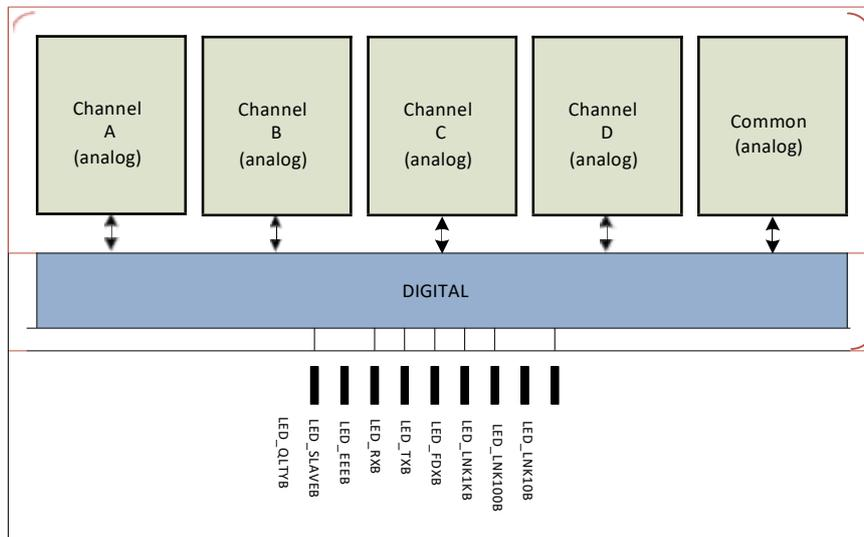 Channel
A
(analog)
Channel
B
(analog)
Channel
C
(analog)
Channel
D
(analog)
Common
(analog)
DIGITAL
LED_QLTYB
LED_SLAVEB
LED_EEEB
LED_RXB
LED_TXB
LED_FDXB
LED_LNK1KB
LED_LNK100B
LED_LNK10B